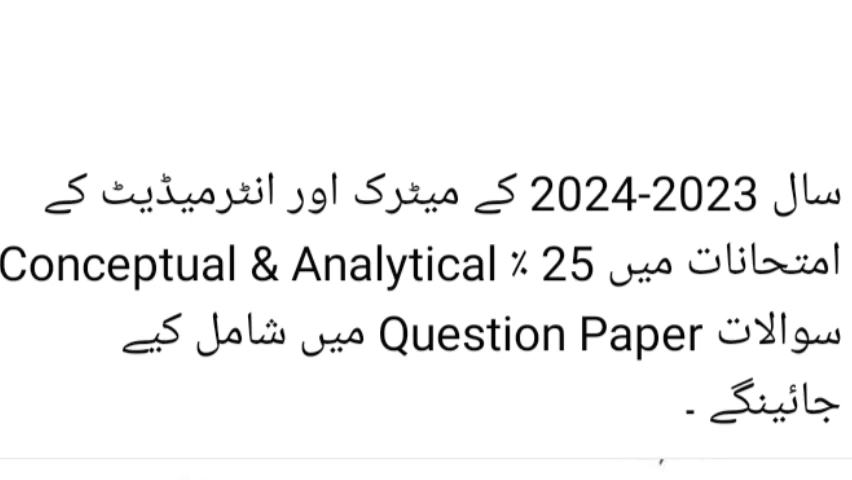 سال 2023-2024 کے میٹرک اور انٹرمیڈیٹ کے
امتحانات میں 25 ٪ Conceptual & Analytical
سوالات Question Paper میں شامل کیے
جائینگے ۔